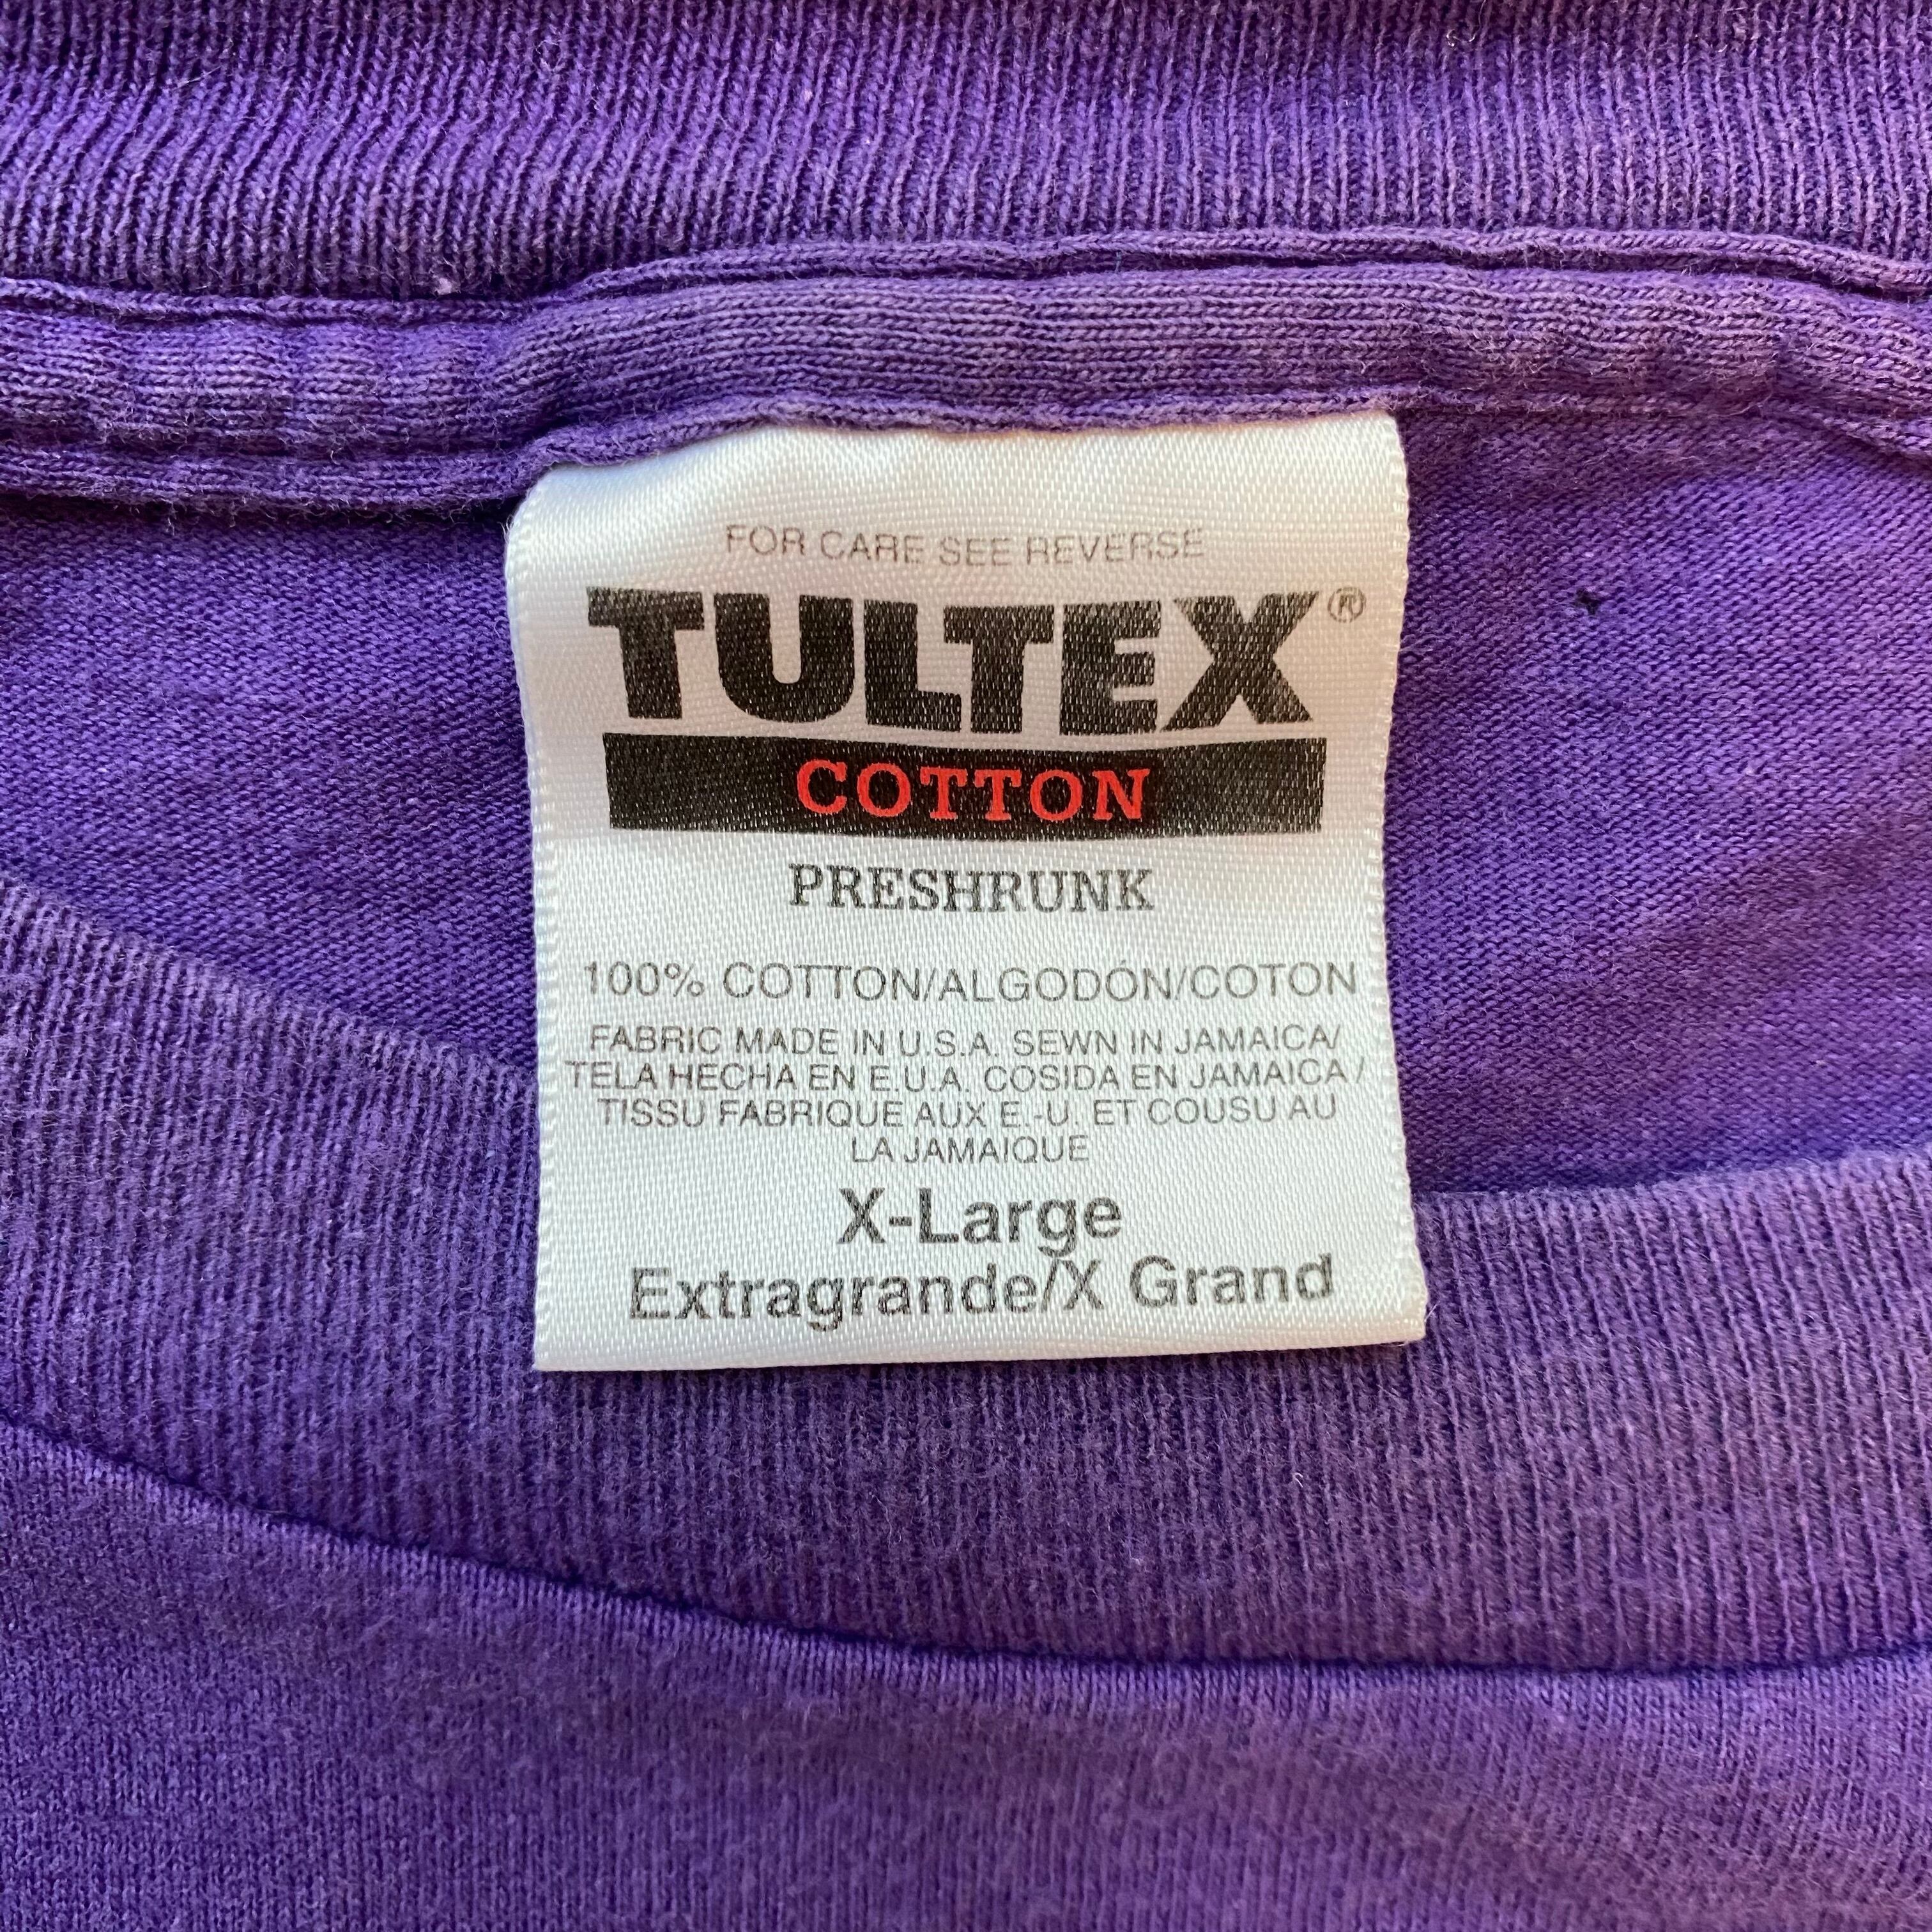 FOR CARE SEE REVERSE
TULTEX®
COTTON
PRESHRUNK
100% COTTON/ALGODÓN/COTON
FABRIC MADE IN U.S.A. SEWN IN JAMAICA/
TELA HECHA EN E.U.A. COSIDA EN JAMAICA /
TISSU FABRIQUE AUX E.-U. ET COUSU AU
LA JAMAIQUE
X-Large
Extragrande/X Grand